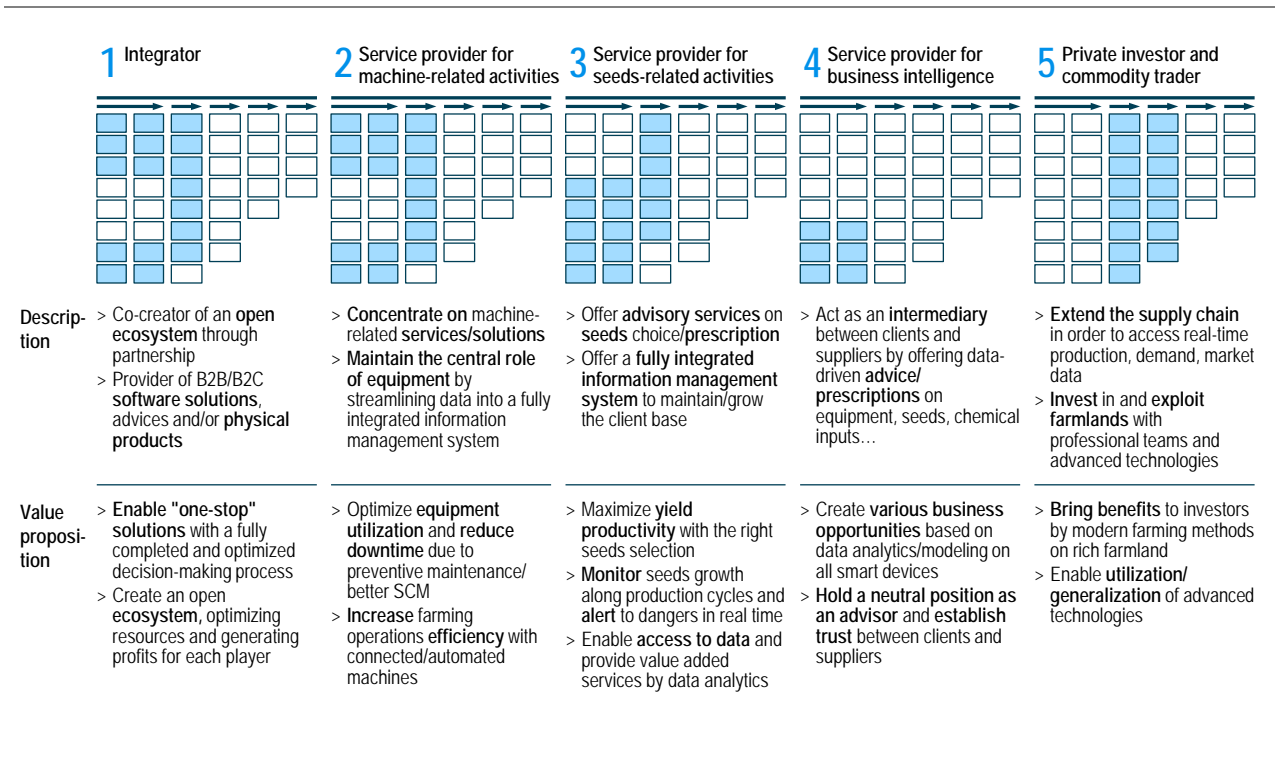 1 Integrator
2 Service provider for
machine-related activities
3 Service provider for
seeds-related activities
4 Service provider for
business intelligence
5 Private investor and
commodity trader
Descrip-
tion
> Co-creator of an open
ecosystem through
partnership
> Provider of B2B/B2C
software solutions,
advices and/or physical
products
> Concentrate on machine-
related services/solutions
> Maintain the central role
of equipment by
streamlining data into a fully
integrated information
management system
> Offer advisory services on
seeds choice/prescription
> Offer a fully integrated
information management
system to maintain/grow
the client base
> Act as an intermediary
between clients and
suppliers by offering data-
driven advice/
prescriptions on
equipment, seeds, chemical
inputs…
> Extend the supply chain
in order to access real-time
production, demand, market
data
> Invest in and exploit
farmlands with
professional teams and
advanced technologies
Value
proposi-
tion
> Enable "one-stop"
solutions with a fully
completed and optimized
decision-making process
> Create an open
ecosystem, optimizing
resources and generating
profits for each player
> Optimize equipment
utilization and reduce
downtime due to
preventive maintenance/
better SCM
> Increase farming
operations efficiency with
connected/automated
machines
> Maximize yield
productivity with the right
seeds selection
> Monitor seeds growth
along production cycles and
alert to dangers in real time
> Enable access to data and
provide value added
services by data analytics
> Create various business
opportunities based on
data analytics/modeling on
all smart devices
> Hold a neutral position as
an advisor and establish
trust between clients and
suppliers
> Bring benefits to investors
by modern farming methods
on rich farmland
> Enable utilization/
generalization of advanced
technologies